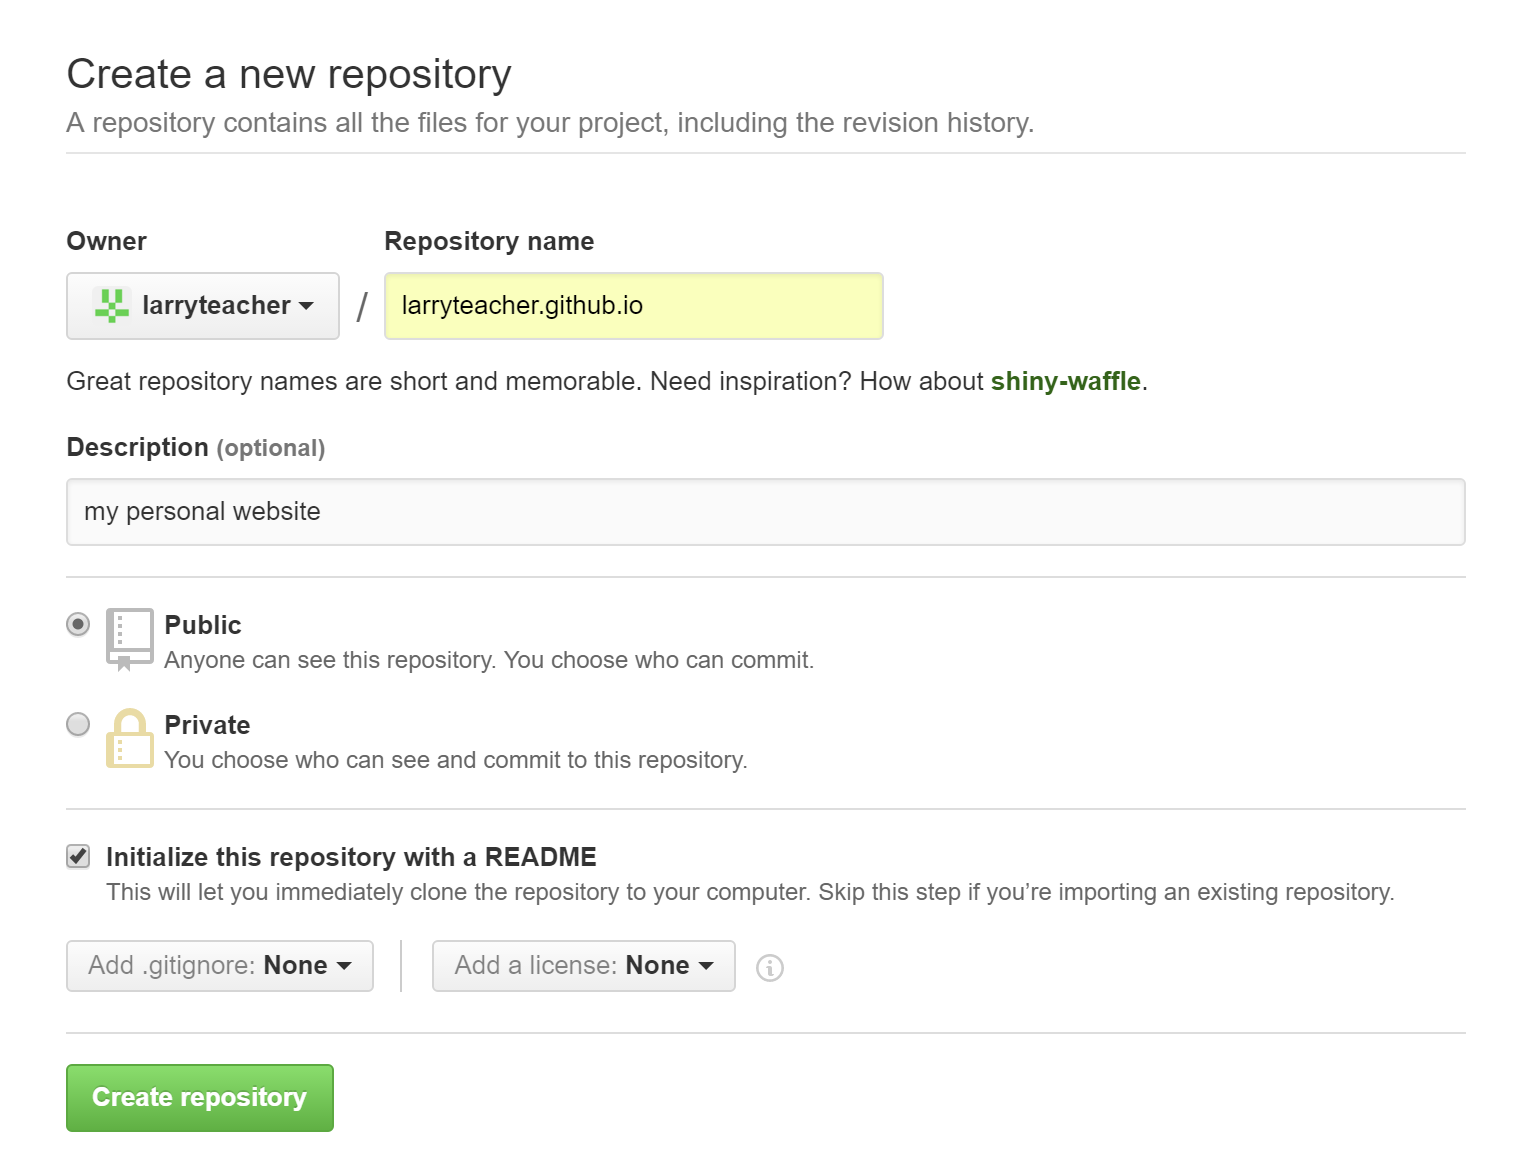 Create a new repository
A repository contains all the files for your project, including the revision history.
Owner
Repository name
larryteacher / larryteacher.github.io
Great repository names are short and memorable. Need inspiration? How about shiny-waffle.
Description (optional)
my personal website
Public
Anyone can see this repository. You choose who can commit.
Private
You choose who can see and commit to this repository.
Initialize this repository with a README
This will let you immediately clone the repository to your computer. Skip this step if you’re importing an existing repository.
Add .gitignore: None
Add a license: None
Create repository